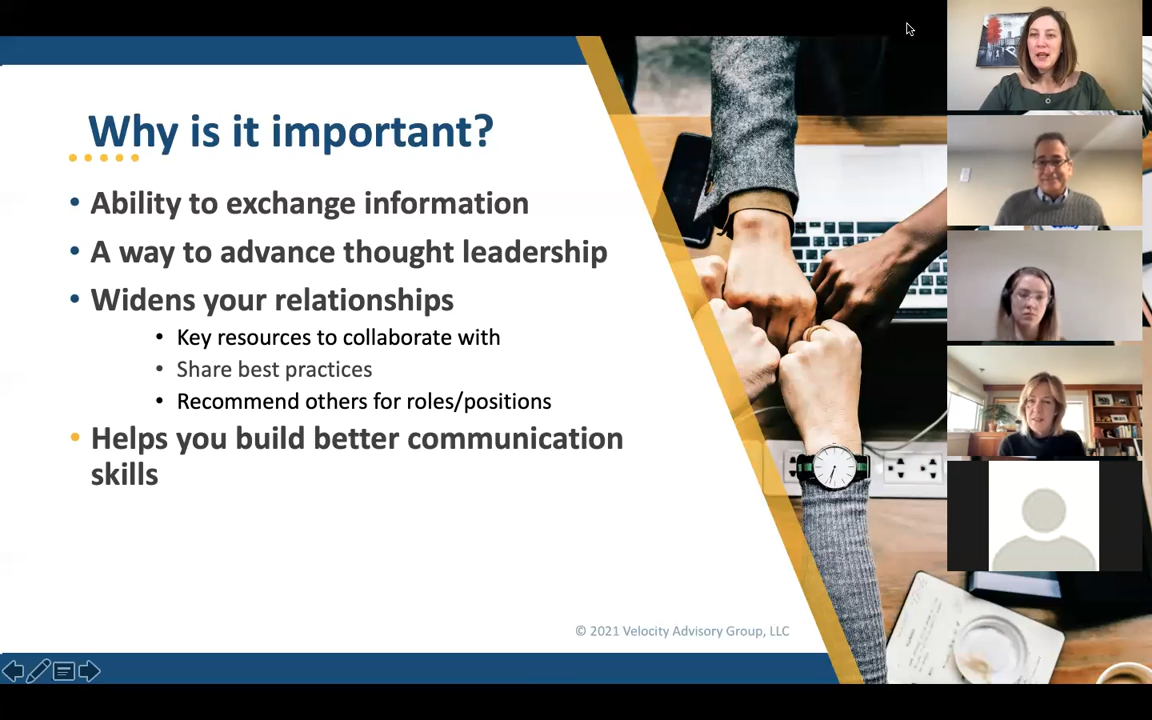 Why is it important?
• Ability to exchange information
• A way to advance thought leadership
• Widens your relationships
• Key resources to collaborate with
• Share best practices
• Recommend others for roles/positions
• Helps you build better communication
skills
© 2021 Velocity Advisory Group, LLC